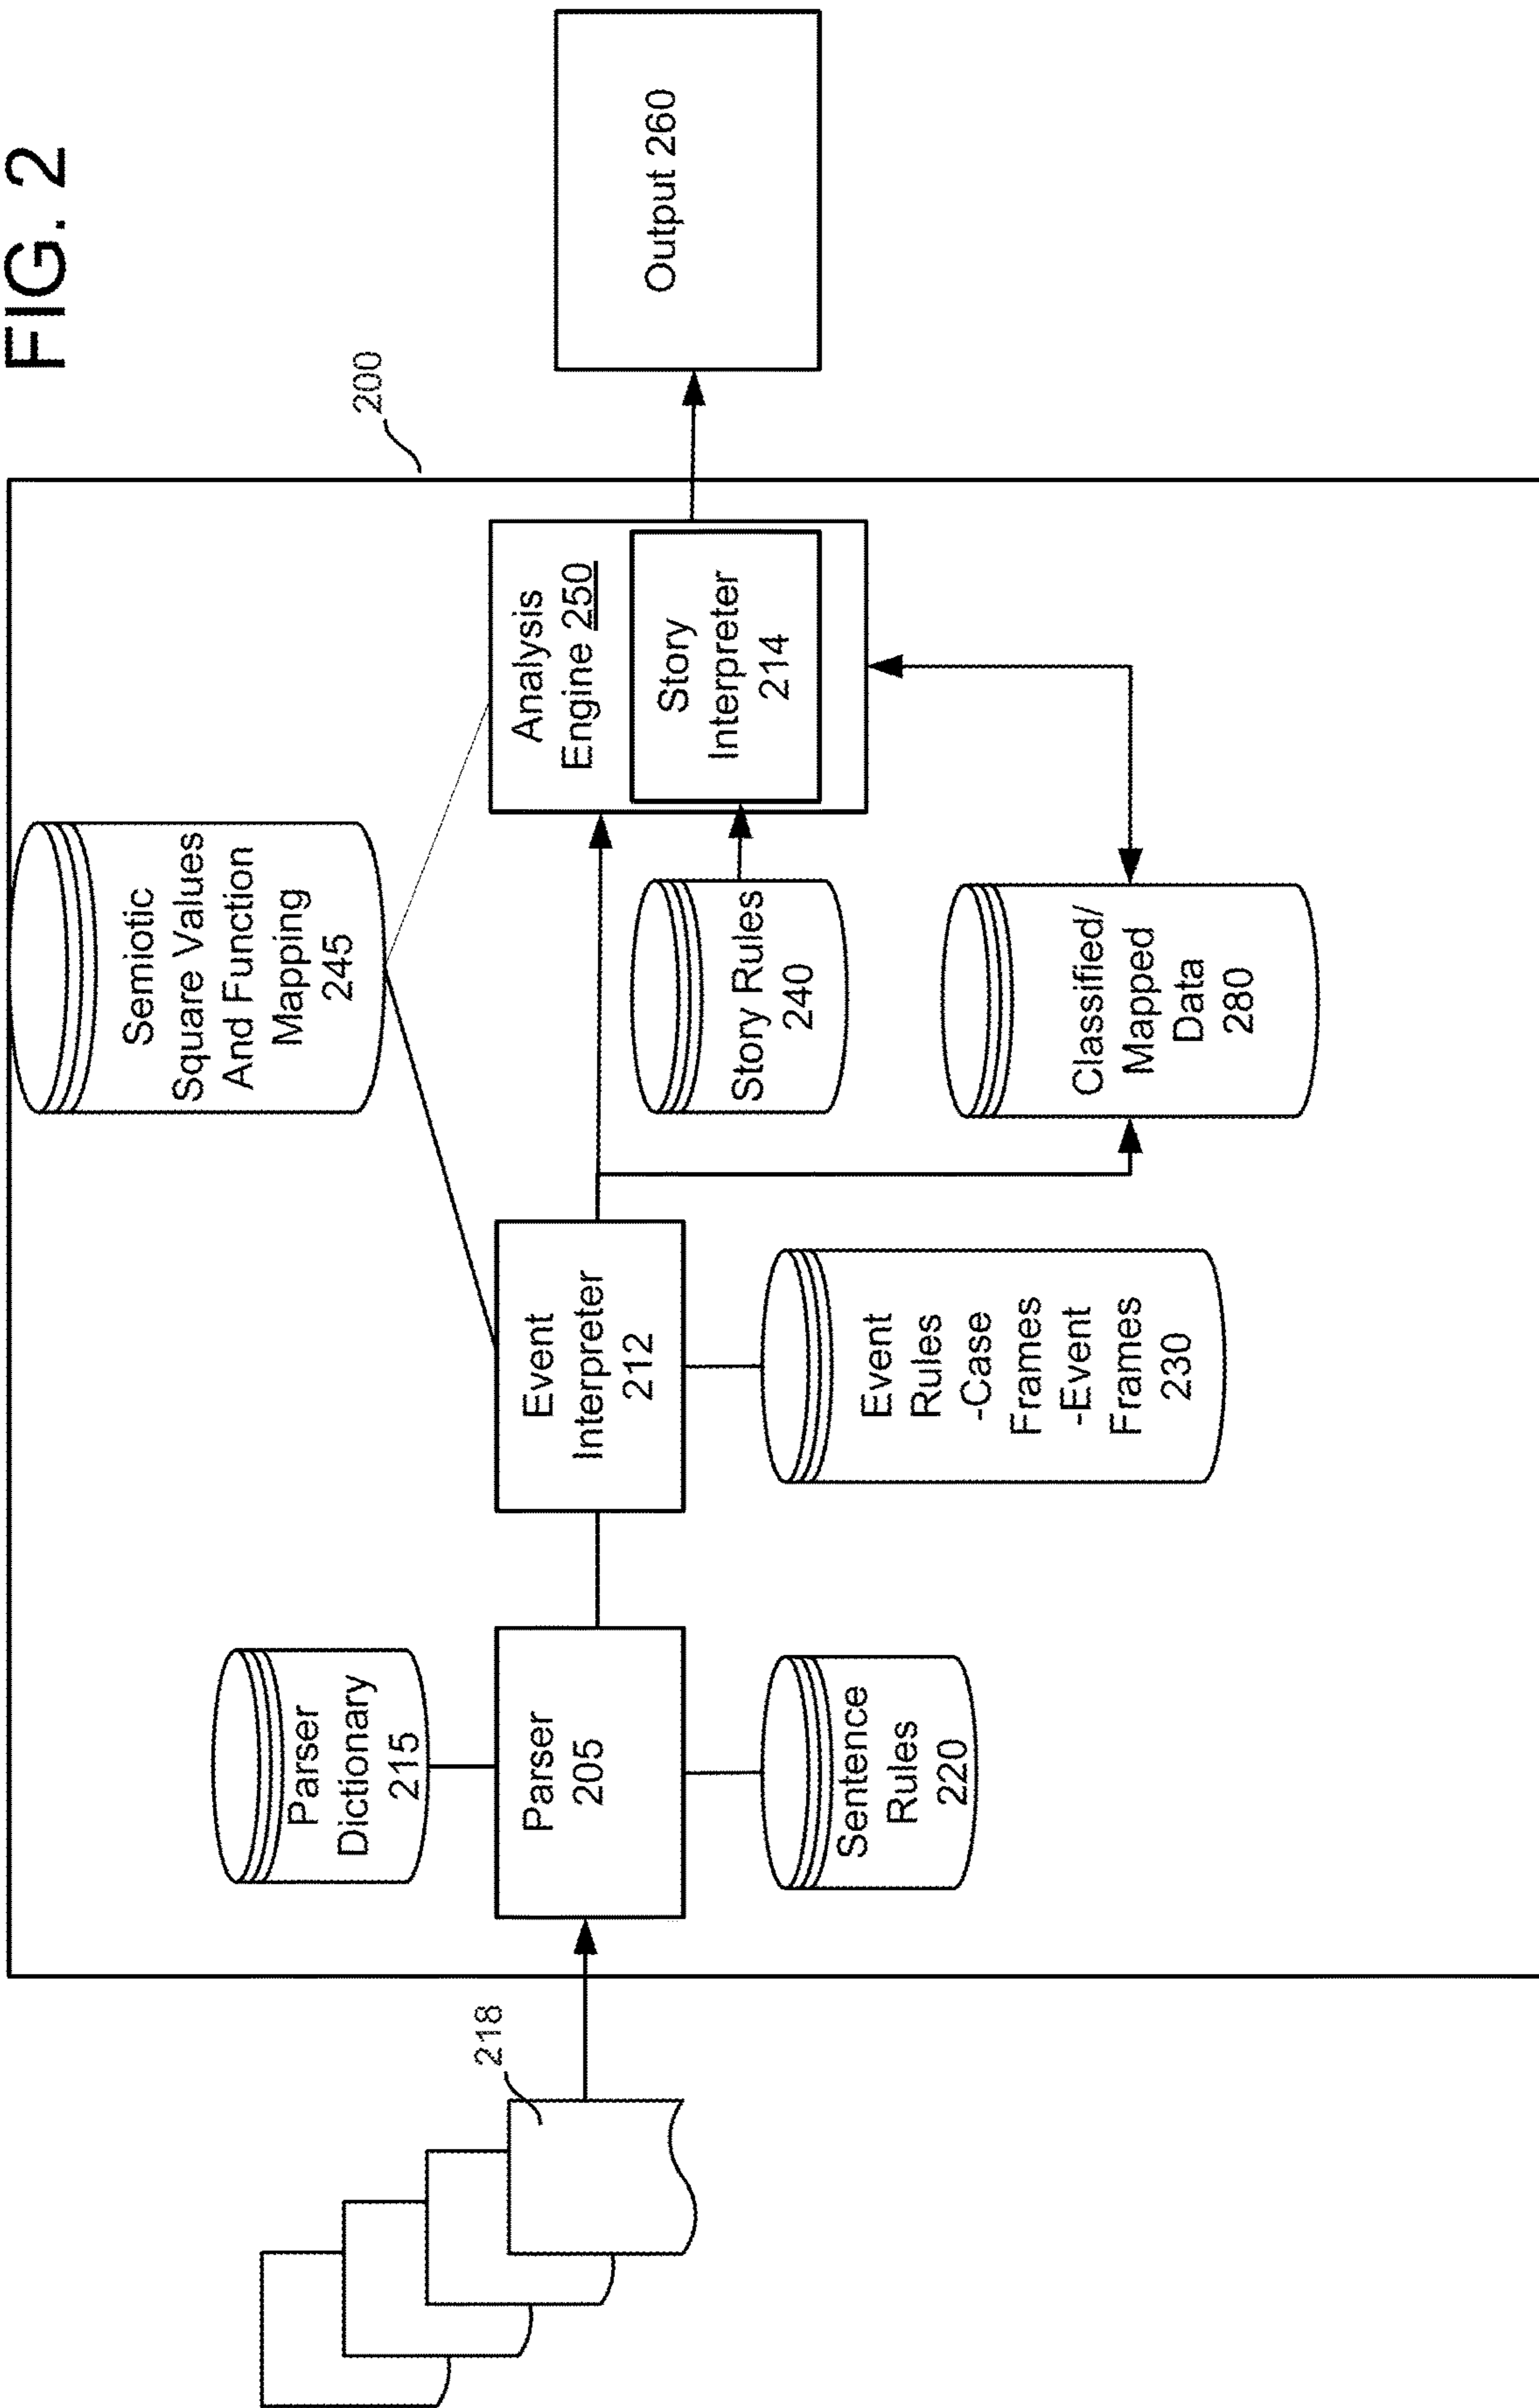 FIG. 2
200
218
Parser
Dictionary
215
Parser
205
Sentence
Rules
220
Event
Interpreter
212
Event
Rules
-Case
Frames
-Event
Frames
230
Semiotic
Square Values
And Function
Mapping
245
Analysis
Engine 250
Story
Interpreter
214
Story Rules
240
Classified/
Mapped
Data
280
Output 260